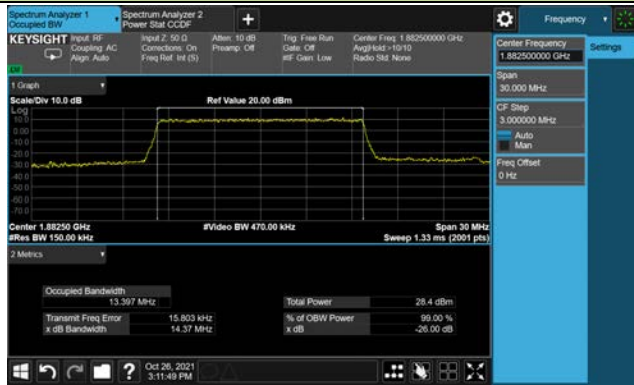 Spectrum Analyzer 1
Occupied BW
Spectrum Analyzer 2
Power Stat CCDF
+
Frequency
KEYSIGHT
Input: RF
Coupling: AC
Align: Auto
Input Z: 50 Ω
Corrections: On
Freq Ref: Int (S)
Atten: 10 dB
Preamp: Off
Trig: Free Run
Gate: Off
#IF Gain: Low
Center Freq: 1.882500000 GHz
Avg|Hold:>10/10
Radio Std: None
Center Frequency
1.882500000 GHz
Settings
Span
30.000 MHz
CF Step
3.000000 MHz
Auto
Man
Freq Offset
0 Hz
1 Graph
Scale/Div 10.0 dB
Ref Value 20.00 dBm
Log
10.0
0.00
-10.0
-20.0
-30.0
-40.0
-50.0
-60.0
-70.0
Center 1.88250 GHz
#Video BW 470.00 kHz
Span 30 MHz
#Res BW 150.00 kHz
Sweep 1.33 ms (2001 pts)
2 Metrics
Occupied Bandwidth
13.397 MHz
Total Power
28.4 dBm
Transmit Freq Error
15.803 kHz
% of OBW Power
99.00 %
x dB Bandwidth
14.37 MHz
x dB
-26.00 dB
?
Oct 26, 2021
3:11:49 PM